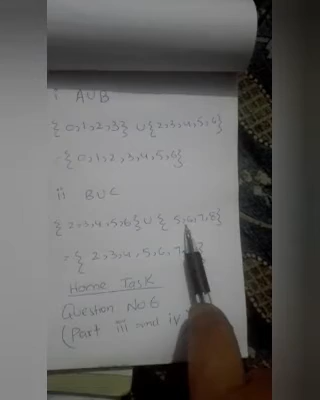 i AUB
{0,1,2,3} ∪ {2,3,4,5,6}
= {0,1,2,3,4,5,6}
ii BUC
{2,3,4,5,6} ∪ { 5,6,7,8}
= { 2,3,4,5,6,7,
Home Task
Question No 6
(Part iii and iv)